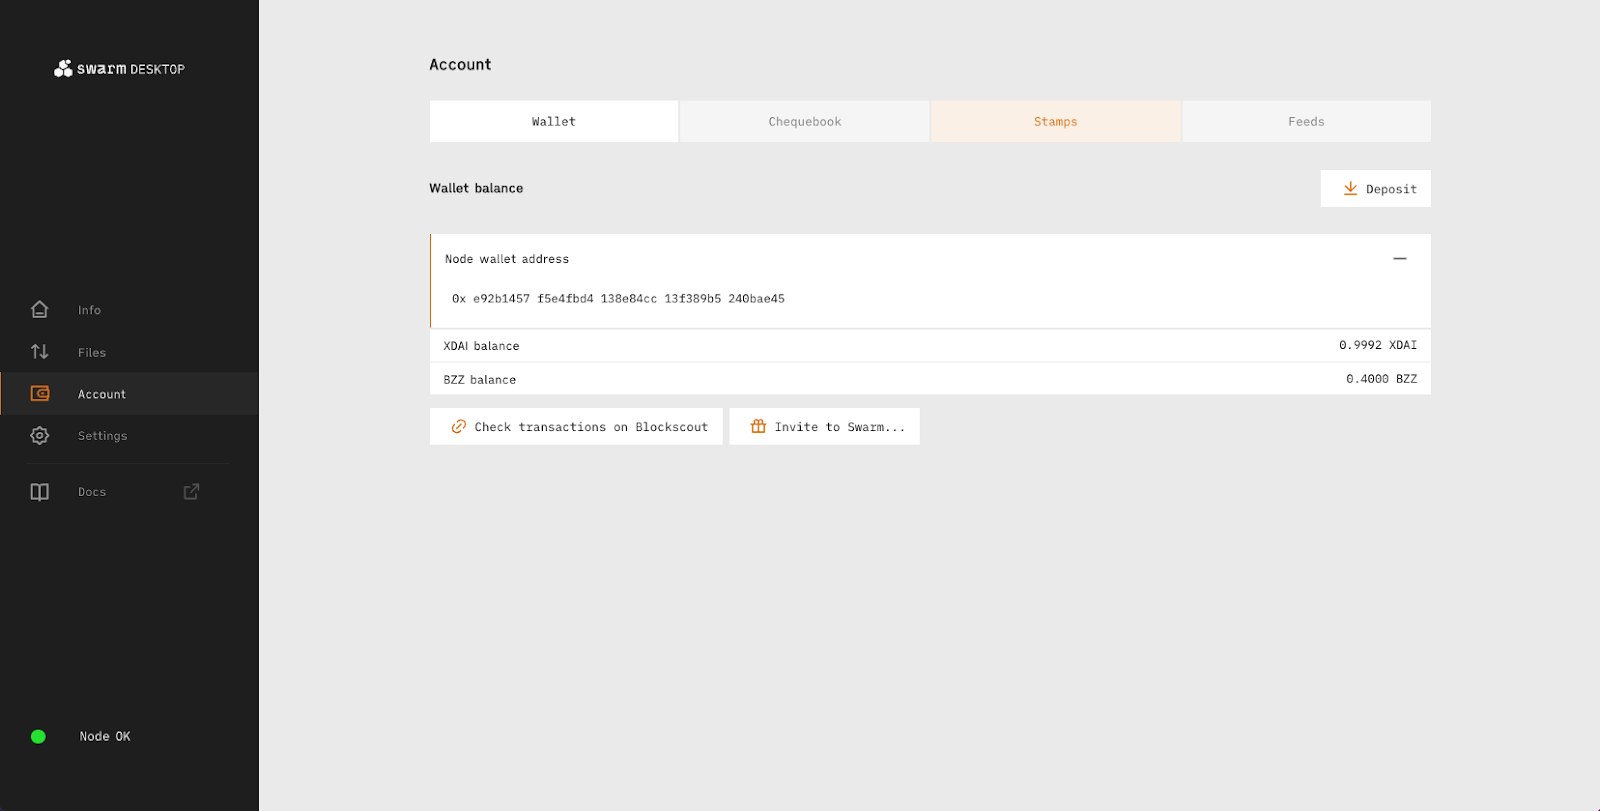 swarm DESKTOP
Info
Files
Account
Settings
Docs
Node OK
Account
Wallet
Chequebook
Stamps
Feeds
Wallet balance
Deposit
Node wallet address
0x e92b1457 f5e4fbd4 138e84cc 13f389b5 240bae45
XDAI balance
0.9992 XDAI
BZZ balance
0.4000 BZZ
Check transactions on Blockscout
Invite to Swarm...